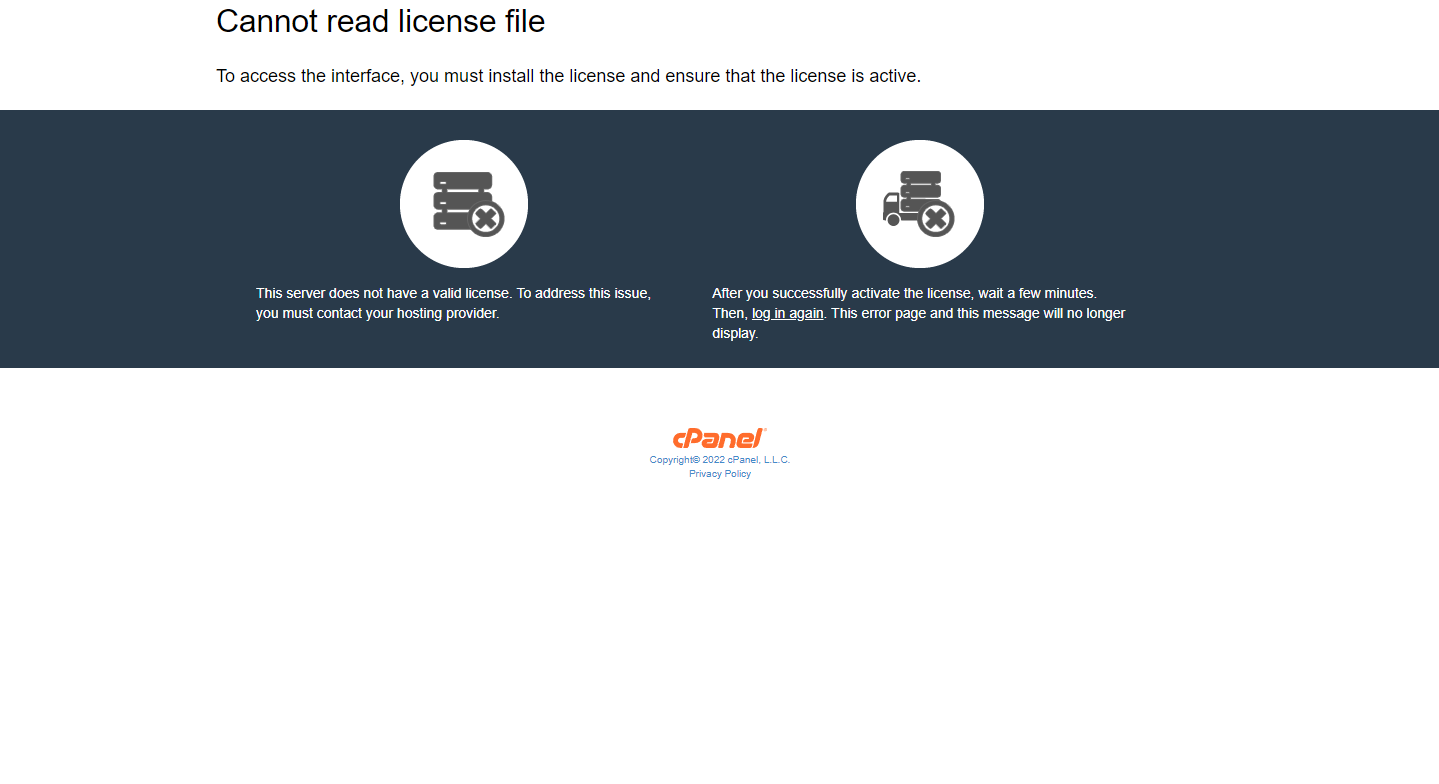 Cannot read license file
To access the interface, you must install the license and ensure that the license is active.
This server does not have a valid license. To address this issue,
you must contact your hosting provider.
After you successfully activate the license, wait a few minutes.
Then, log in again. This error page and this message will no longer
display.
cPanel
Copyright© 2022 cPanel, L.L.C.
Privacy Policy